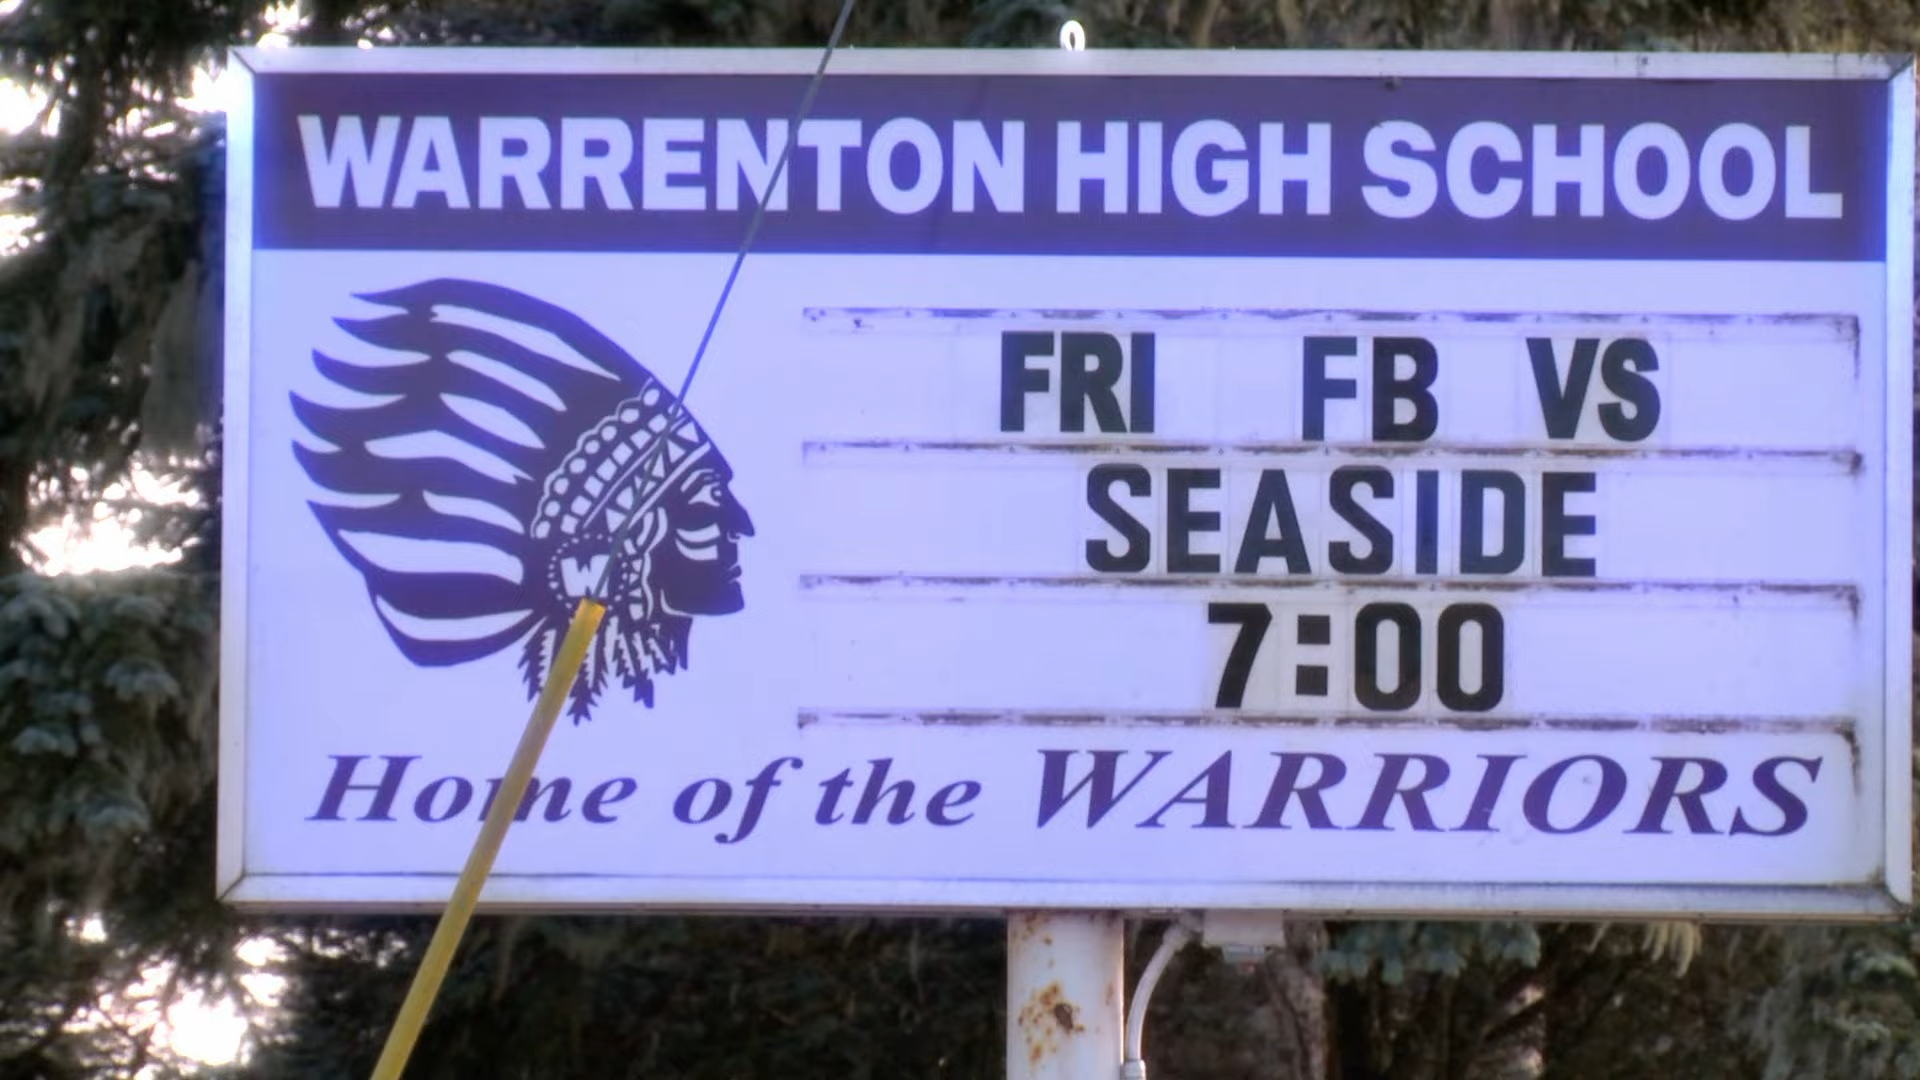 WARRENTON HIGH SCHOOL
FRI FB VS
SEASIDE
7:00
W
Home of the WARRIORS